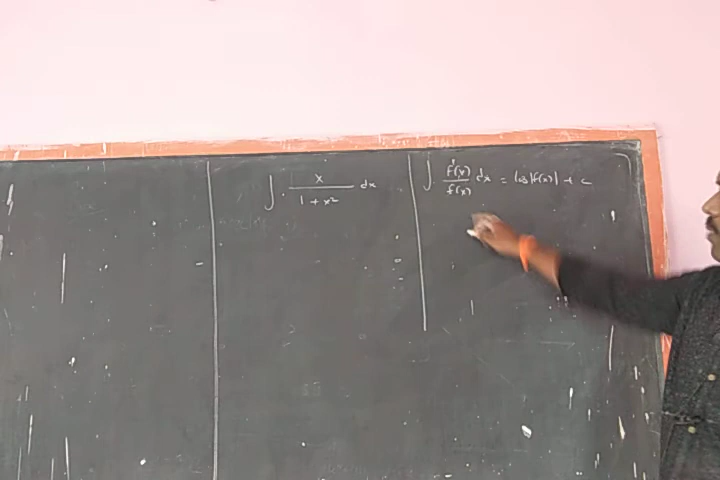 ∫ x / (1 + x²) dx
∫ f'(x) / f(x) dx = log|f(x)| + c